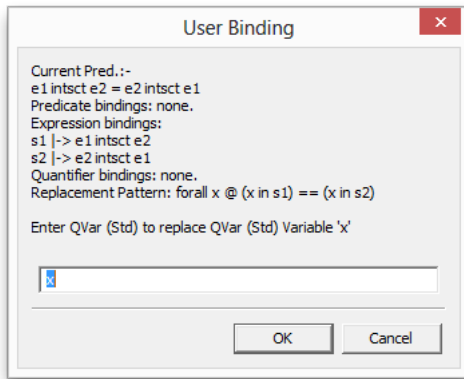 User Binding
Current Pred.:-
e1 intsct e2 = e2 intsct e1
Predicate bindings: none.
Expression bindings:
s1 |-> e1 intsct e2
s2 |-> e2 intsct e1
Quantifier bindings: none.
Replacement Pattern: forall x @ (x in s1) == (x in s2)
Enter QVar (Std) to replace QVar (Std) Variable 'x'
x
OK Cancel